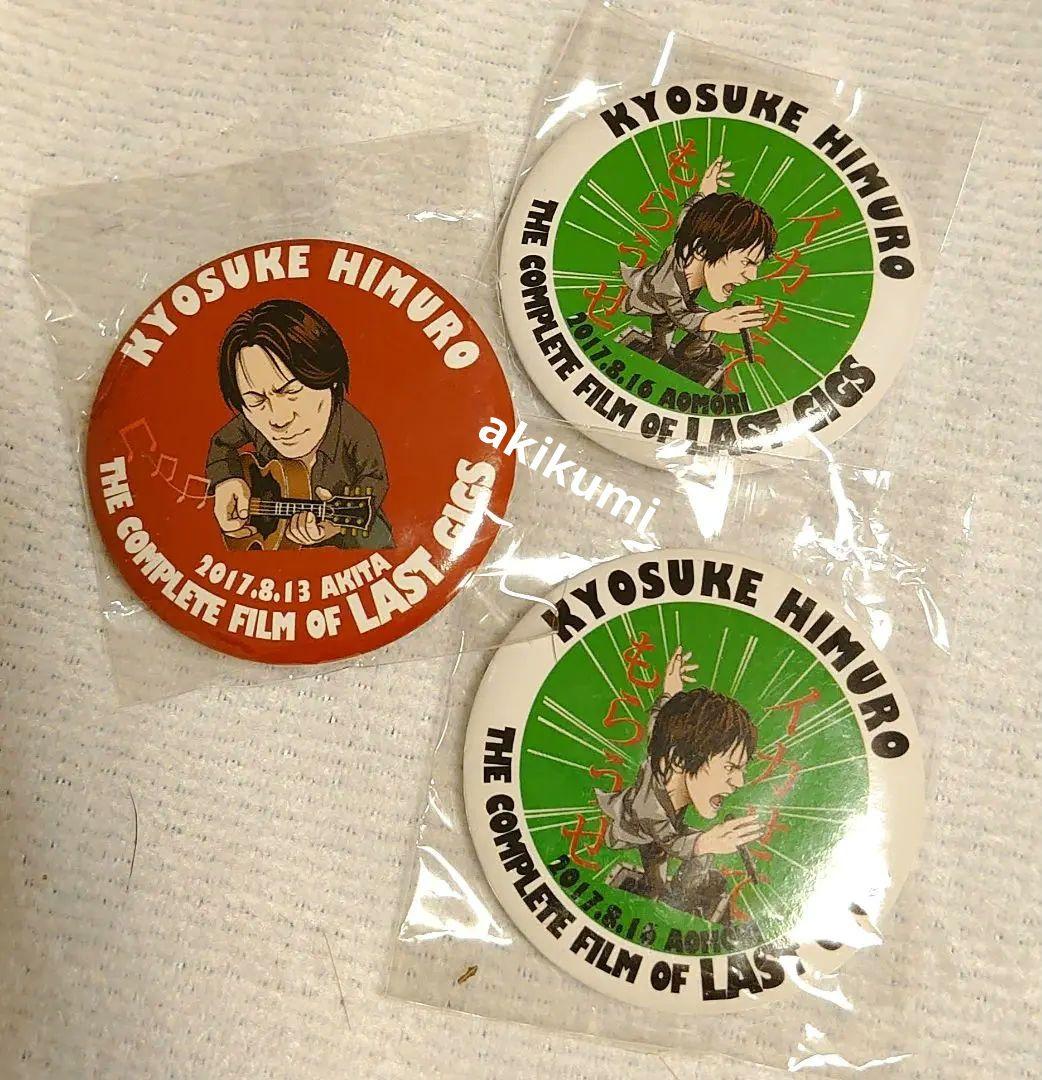 KYOSUKE HIMURO
2017.8.13 AKITA
THE COMPLETE FILM OF LAST GIGS
KYOSUKE HIMURO
イカせて
もらうぜ
2017.8.16 AOMORI
THE COMPLETE FILM OF LAST GIGS
akikumi
KYOSUKE HIMURO
イカせて
もらうぜ
THE COMPLETE FILM OF LAST